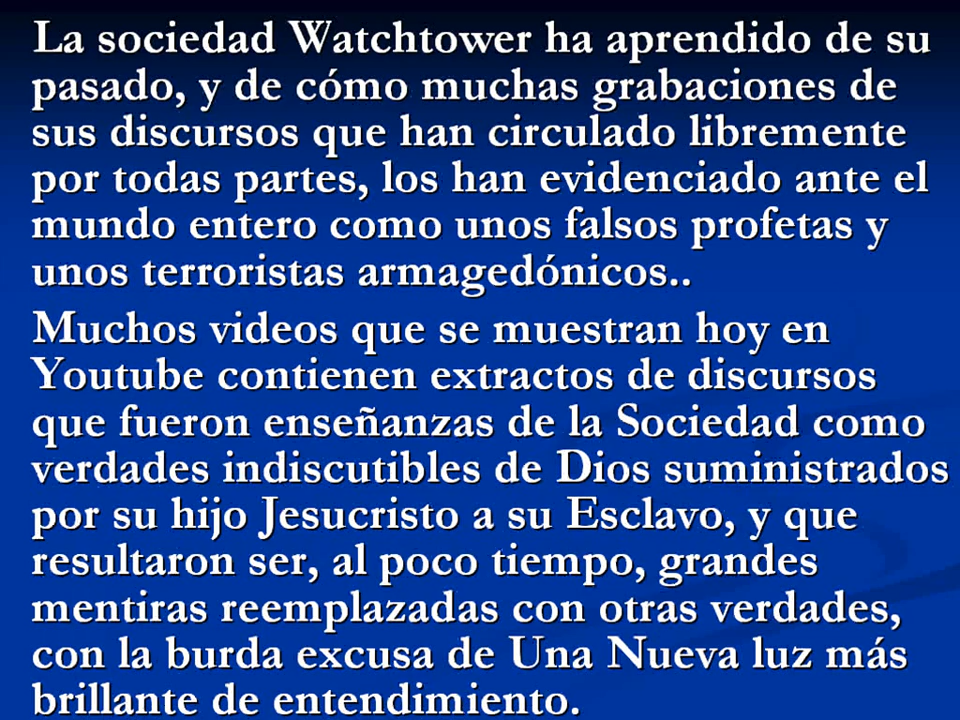 La sociedad Watchtower ha aprendido de su
pasado, y de cómo muchas grabaciones de
sus discursos que han circulado libremente
por todas partes, los han evidenciado ante el
mundo entero como unos falsos profetas y
unos terroristas armagedónicos..
Muchos videos que se muestran hoy en
Youtube contienen extractos de discursos
que fueron enseñanzas de la Sociedad como
verdades indiscutibles de Dios suministrados
por su hijo Jesucristo a su Esclavo, y que
resultaron ser, al poco tiempo, grandes
mentiras reemplazadas con otras verdades,
con la burda excusa de Una Nueva luz más
brillante de entendimiento.